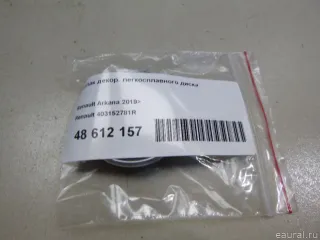 декор. легкосплавного диска
Renault Arkana 2019>
Renault 403152781R
48 612 157
© eaural.ru